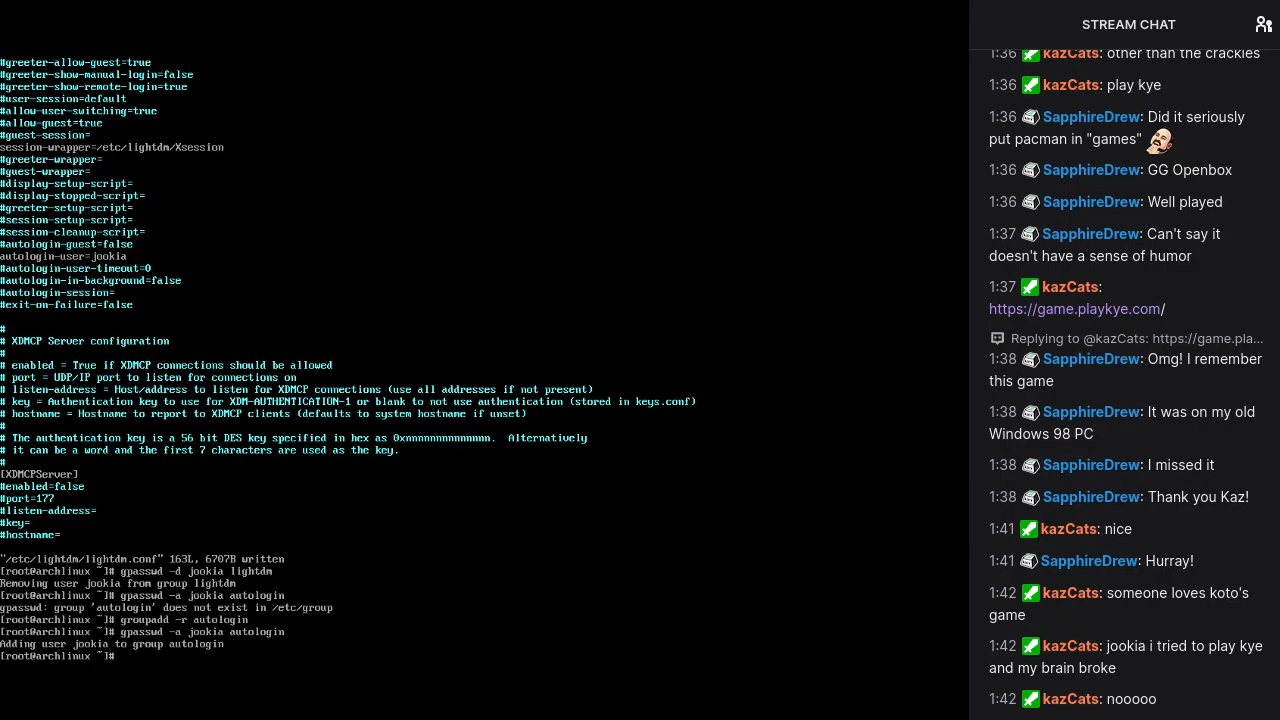 #greeter-allow-guest=true
#greeter-show-manual-login=false
#greeter-show-remote-login=true
#user-session=default
#allow-user-switching=true
#allow-guest=true
#guest-session=
session-wrapper=/etc/lightdm/Xsession
#greeter-wrapper=
#guest-wrapper=
#display-setup-script=
#display-stopped-script=
#greeter-setup-script=
#session-setup-script=
#session-cleanup-script=
#autologin-guest=false
autologin-user=jookia
#autologin-user-timeout=0
#autologin-in-background=false
#autologin-session=
#exit-on-failure=false
#
# XDMCP Server configuration
#
# enabled = True if XDMCP connections should be allowed
# port = UDP/IP port to listen for connections on
# listen-address = Host/address to listen for XDMCP connections (use all addresses if not present)
# key = Authentication key to use for XDM-AUTHENTICATION-1 or blank to not use authentication (stored in keys.conf)
# hostname = Hostname to report to XDMCP clients (defaults to system hostname if unset)
#
# The authentication key is a 56 bit DES key specified in hex as 0xnnnnnnnnnnnnnn.  Alternatively
# it can be a word and the first 7 characters are used as the key.
#
[XDMCPServer]
#enabled=false
#port=177
#listen-address=
#key=
#hostname=
"/etc/lightdm/lightdm.conf" 163L, 6707B written
[root@archlinux ~]# gpasswd -d jookia lightdm
Removing user jookia from group lightdm
[root@archlinux ~]# gpasswd -a jookia autologin
gpasswd: group 'autologin' does not exist in /etc/group
[root@archlinux ~]# groupadd -r autologin
[root@archlinux ~]# gpasswd -a jookia autologin
Adding user jookia to group autologin
[root@archlinux ~]#
STREAM CHAT
1:36 kazCats: other than the crackles
1:36 kazCats: play kye
1:36 SapphireDrew: Did it seriously
put pacman in "games"
1:36 SapphireDrew: GG Openbox
1:36 SapphireDrew: Well played
1:37 SapphireDrew: Can't say it
doesn't have a sense of humor
1:37 kazCats:
https://game.playkye.com/
Replying to @kazCats: https://game.pla...
1:38 SapphireDrew: Omg! I remember
this game
1:38 SapphireDrew: It was on my old
Windows 98 PC
1:38 SapphireDrew: I missed it
1:38 SapphireDrew: Thank you Kaz!
1:41 kazCats: nice
1:41 SapphireDrew: Hurray!
1:42 kazCats: someone loves koto's
game
1:42 kazCats: jookia i tried to play kye
and my brain broke
1:42 kazCats: nooooo